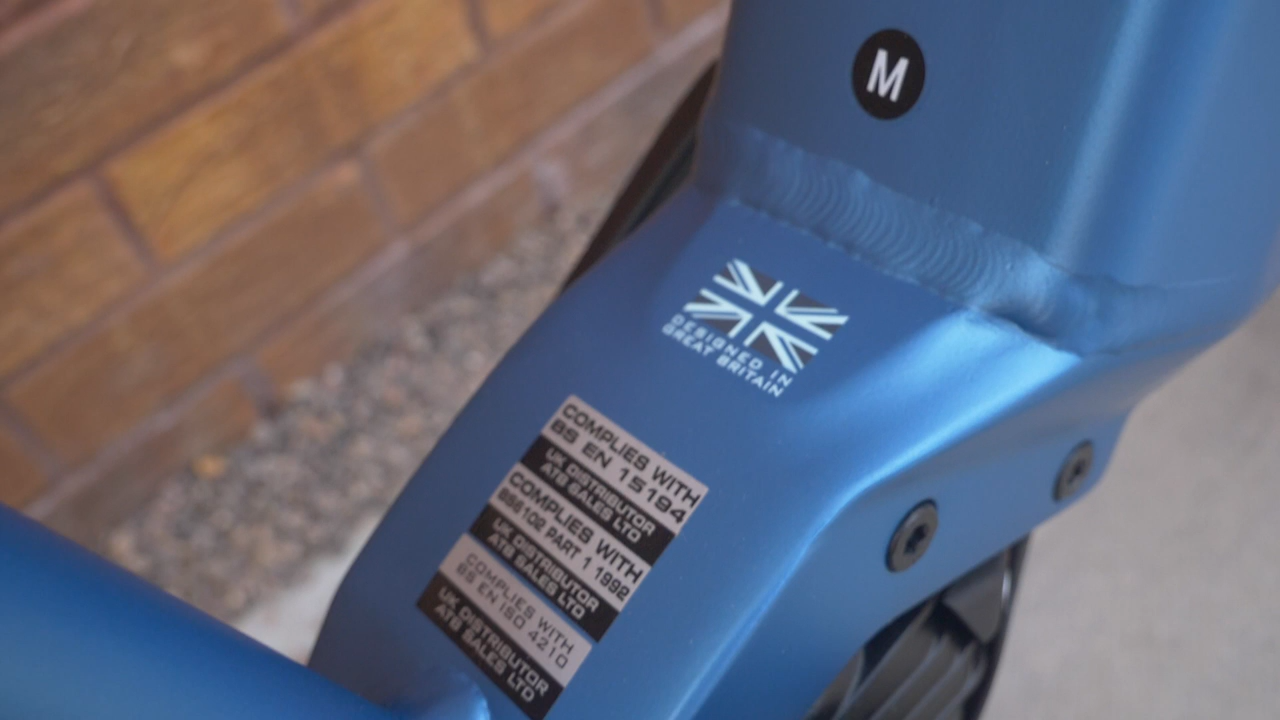 M
DESIGNED IN
GREAT BRITAIN
COMPLIES WITH
BS EN 15194
UK DISTRIBUTOR
ATB SALES LTD
COMPLIES WITH
BS6102 PART 1 1992
UK DISTRIBUTOR
ATB SALES LTD
COMPLIES WITH
BS EN ISO 4210
UK DISTRIBUTOR
ATB SALES LTD